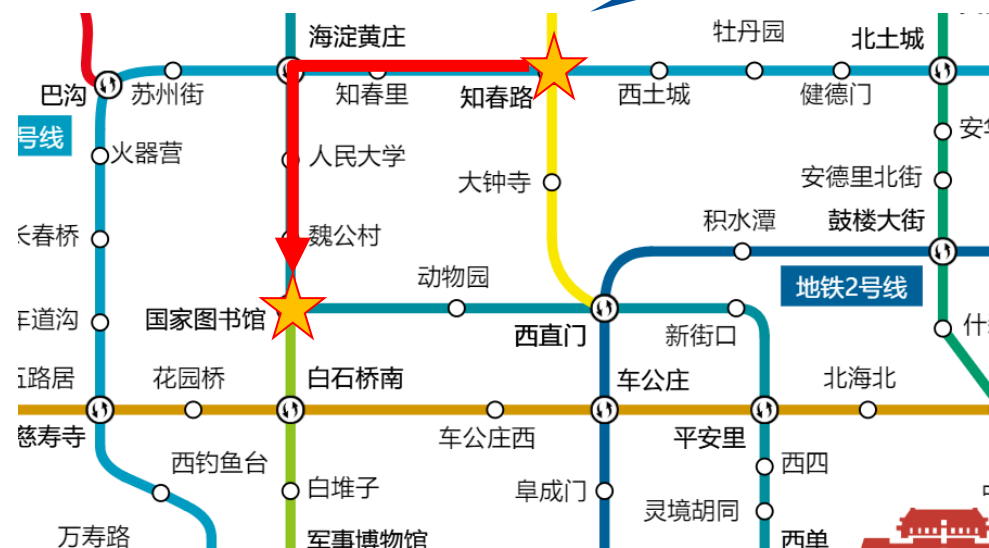 海淀黄庄
牡丹园
北土城
巴沟
苏州街
知春里
知春路
西土城
健德门
号线
火器营
人民大学
大钟寺
安德里北街
长春桥
魏公村
积水潭
鼓楼大街
动物园
地铁2号线
车道沟
国家图书馆
西直门
新街口
五路居
花园桥
白石桥南
车公庄
北海北
慈寿寺
车公庄西
平安里
西钓鱼台
白堆子
阜成门
西四
灵境胡同
万寿路
军事博物馆
西单